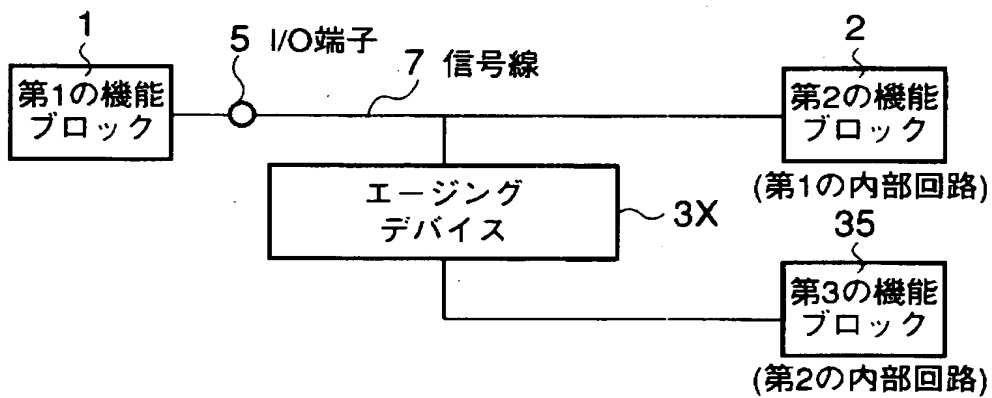 1
5 I/O端子
7 信号線
2
第1の機能
ブロック
第2の機能
ブロック
(第1の内部回路)
エージング
デバイス
3X
35
第3の機能
ブロック
(第2の内部回路)